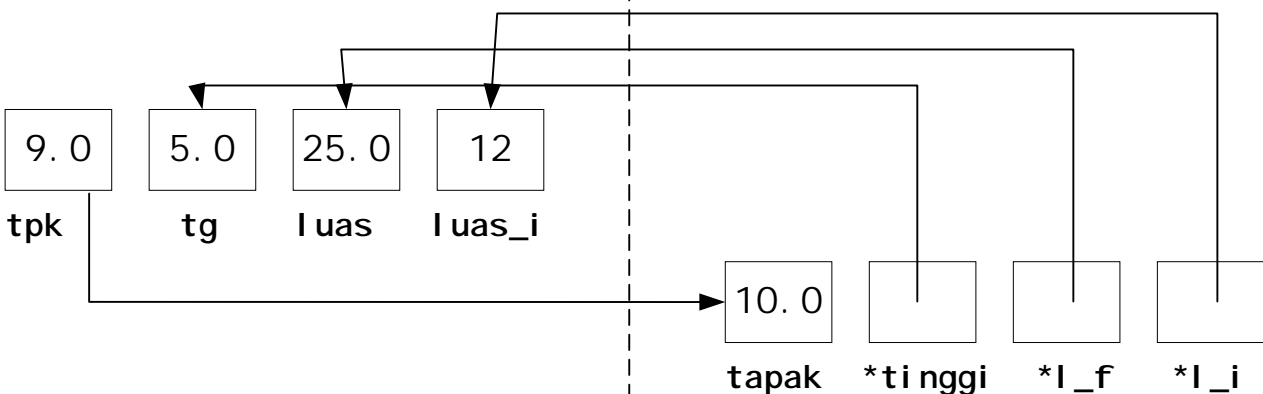 9.0 5.0 25.0 12
tpk tg luas luas_i
10.0
tapak *tinggi *l_f *l_i